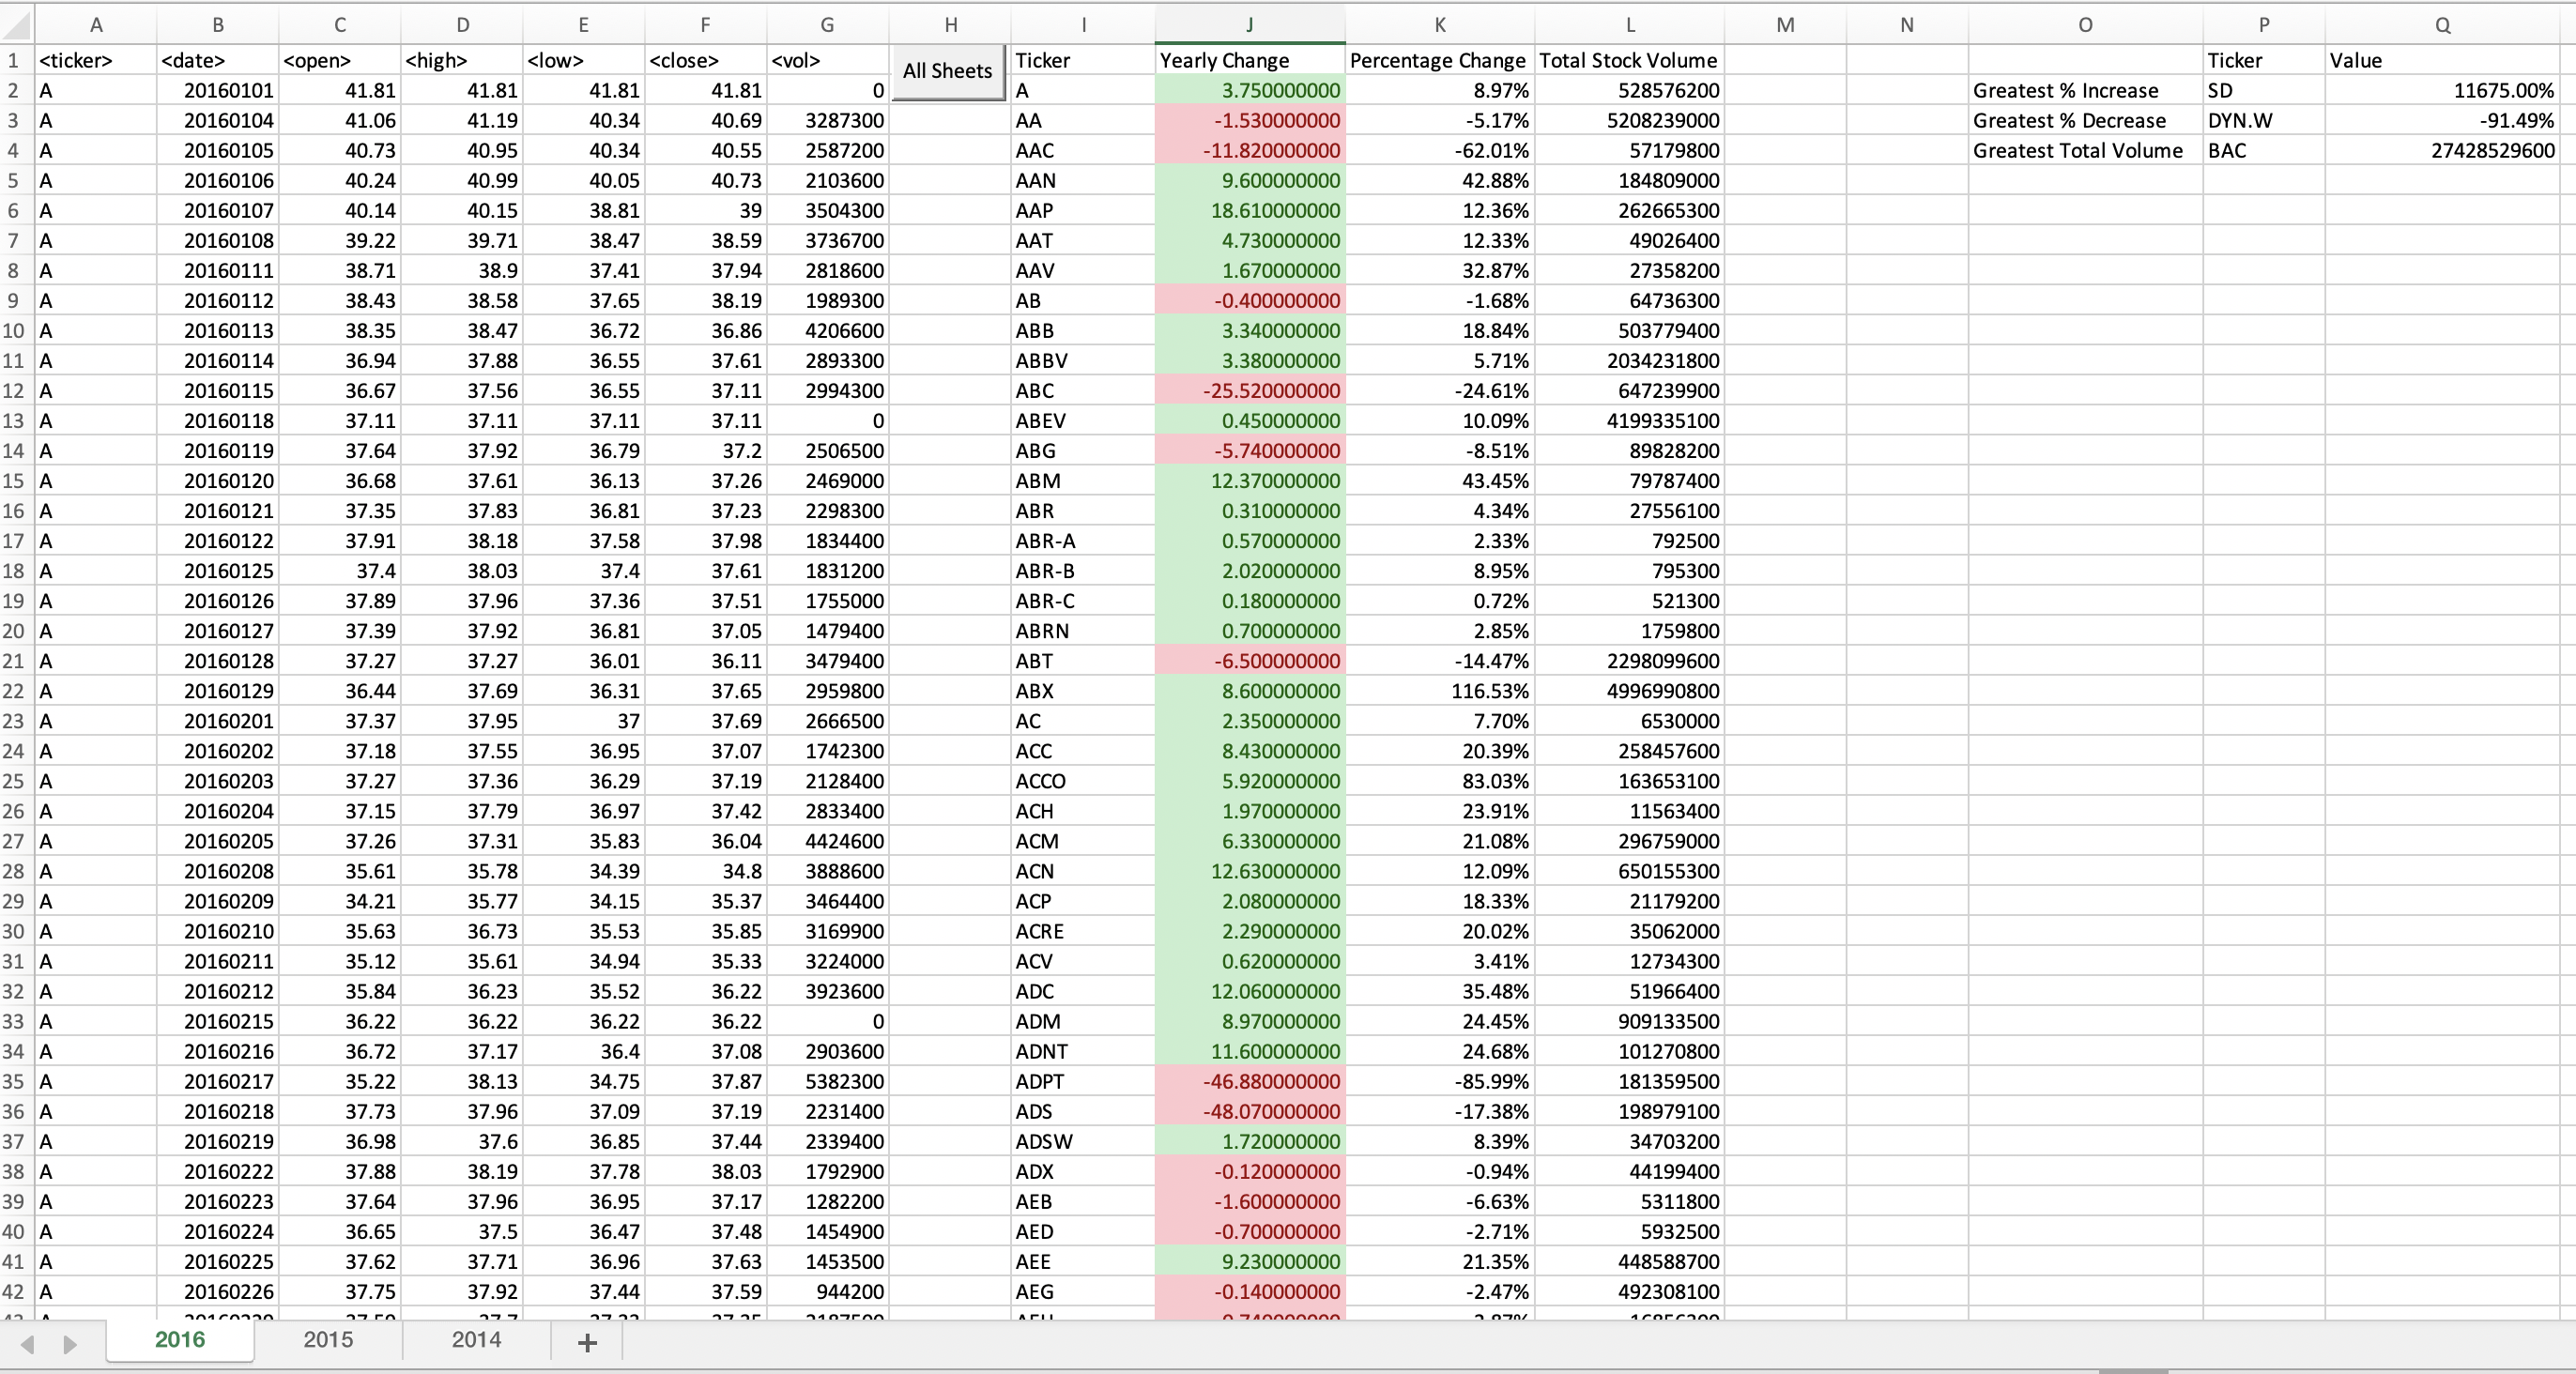 A B C D E F G H I J K L M N O P Q
1 <ticker> <date> <open> <high> <low> <close> <vol> All Sheets Ticker Yearly Change Percentage Change Total Stock Volume Ticker Value
2 A 20160101 41.81 41.81 41.81 41.81 0 A 3.750000000 8.97% 528576200 Greatest % Increase SD 11675.00%
3 A 20160104 41.06 41.19 40.34 40.69 3287300 AA -1.530000000 -5.17% 5208239000 Greatest % Decrease DYN.W -91.49%
4 A 20160105 40.73 40.95 40.34 40.55 2587200 AAC -11.820000000 -62.01% 57179800 Greatest Total Volume BAC 27428529600
5 A 20160106 40.24 40.99 40.05 40.73 2103600 AAN 9.600000000 42.88% 184809000
6 A 20160107 40.14 40.15 38.81 39 3504300 AAP 18.610000000 12.36% 262665300
7 A 20160108 39.22 39.71 38.47 38.59 3736700 AAT 4.730000000 12.33% 49026400
8 A 20160111 38.71 38.9 37.41 37.94 2818600 AAV 1.670000000 32.87% 27358200
9 A 20160112 38.43 38.58 37.65 38.19 1989300 AB -0.400000000 -1.68% 64736300
10 A 20160113 38.35 38.47 36.72 36.86 4206600 ABB 3.340000000 18.84% 503779400
11 A 20160114 36.94 37.88 36.55 37.61 2893300 ABBV 3.380000000 5.71% 2034231800
12 A 20160115 36.67 37.56 36.55 37.11 2994300 ABC -25.520000000 -24.61% 647239900
13 A 20160118 37.11 37.11 37.11 37.11 0 ABEV 0.450000000 10.09% 4199335100
14 A 20160119 37.64 37.92 36.79 37.2 2506500 ABG -5.740000000 -8.51% 89828200
15 A 20160120 36.68 37.61 36.13 37.26 2469000 ABM 12.370000000 43.45% 79787400
16 A 20160121 37.35 37.83 36.81 37.23 2298300 ABR 0.310000000 4.34% 27556100
17 A 20160122 37.91 38.18 37.58 37.98 1834400 ABR-A 0.570000000 2.33% 792500
18 A 20160125 37.4 38.03 37.4 37.61 1831200 ABR-B 2.020000000 8.95% 795300
19 A 20160126 37.89 37.96 37.36 37.51 1755000 ABR-C 0.180000000 0.72% 521300
20 A 20160127 37.39 37.92 36.81 37.05 1479400 ABRN 0.700000000 2.85% 1759800
21 A 20160128 37.27 37.27 36.01 36.11 3479400 ABT -6.500000000 -14.47% 2298099600
22 A 20160129 36.44 37.69 36.31 37.65 2959800 ABX 8.600000000 116.53% 4996990800
23 A 20160201 37.37 37.95 37 37.69 2666500 AC 2.350000000 7.70% 6530000
24 A 20160202 37.18 37.55 36.95 37.07 1742300 ACC 8.430000000 20.39% 258457600
25 A 20160203 37.27 37.36 36.29 37.19 2128400 ACCO 5.920000000 83.03% 163653100
26 A 20160204 37.15 37.79 36.97 37.42 2833400 ACH 1.970000000 23.91% 11563400
27 A 20160205 37.26 37.31 35.83 36.04 4424600 ACM 6.330000000 21.08% 296759000
28 A 20160208 35.61 35.78 34.39 34.8 3888600 ACN 12.630000000 12.09% 650155300
29 A 20160209 34.21 35.77 34.15 35.37 3464400 ACP 2.080000000 18.33% 21179200
30 A 20160210 35.63 36.73 35.53 35.85 3169900 ACRE 2.290000000 20.02% 35062000
31 A 20160211 35.12 35.61 34.94 35.33 3224000 ACV 0.620000000 3.41% 12734300
32 A 20160212 35.84 36.23 35.52 36.22 3923600 ADC 12.060000000 35.48% 51966400
33 A 20160215 36.22 36.22 36.22 36.22 0 ADM 8.970000000 24.45% 909133500
34 A 20160216 36.72 37.17 36.4 37.08 2903600 ADNT 11.600000000 24.68% 101270800
35 A 20160217 35.22 38.13 34.75 37.87 5382300 ADPT -46.880000000 -85.99% 181359500
36 A 20160218 37.73 37.96 37.09 37.19 2231400 ADS -48.070000000 -17.38% 198979100
37 A 20160219 36.98 37.6 36.85 37.44 2339400 ADSW 1.720000000 8.39% 34703200
38 A 20160222 37.88 38.19 37.78 38.03 1792900 ADX -0.120000000 -0.94% 44199400
39 A 20160223 37.64 37.96 36.95 37.17 1282200 AEB -1.600000000 -6.63% 5311800
40 A 20160224 36.65 37.5 36.47 37.48 1454900 AED -0.700000000 -2.71% 5932500
41 A 20160225 37.62 37.71 36.96 37.63 1453500 AEE 9.230000000 21.35% 448588700
42 A 20160226 37.75 37.92 37.44 37.59 944200 AEG -0.140000000 -2.47% 492308100
2016 2015 2014 +